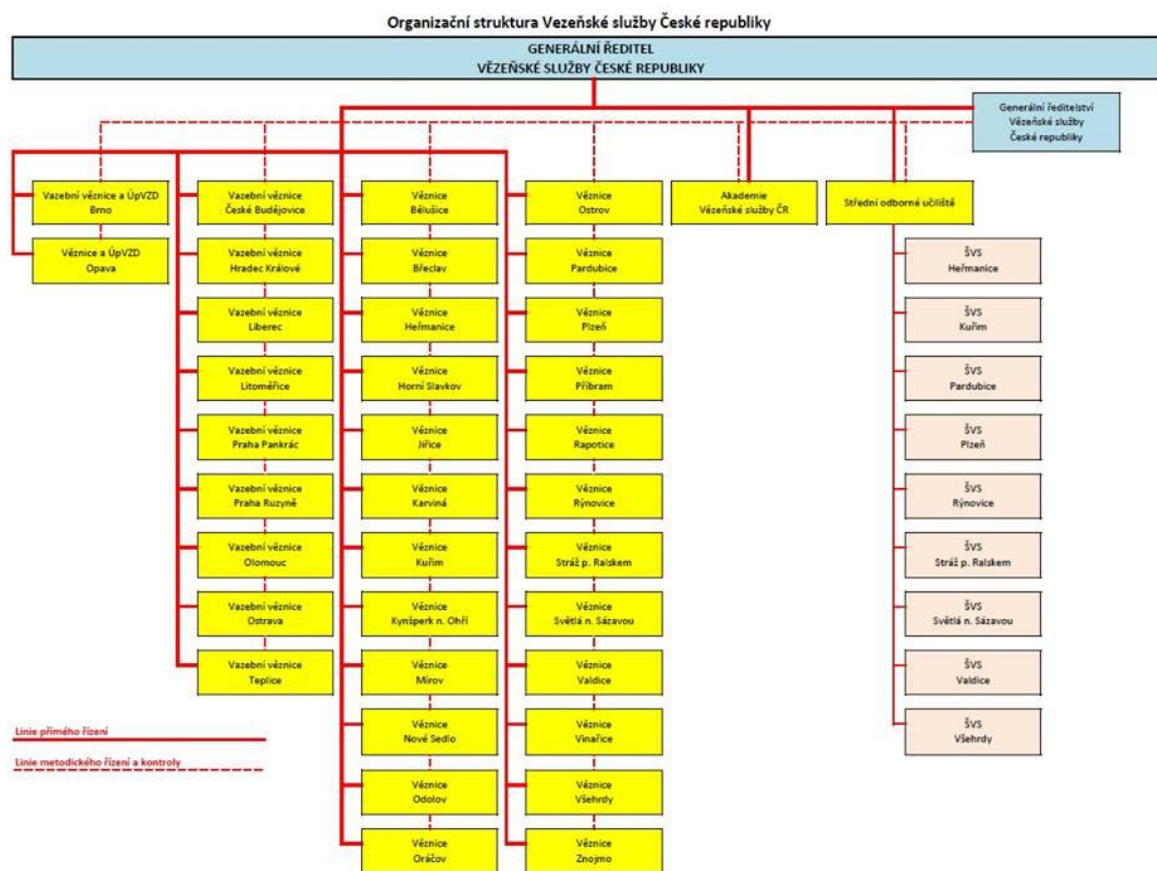 Organizační struktura Vezeňské služby České republiky
GENERÁLNÍ ŘEDITEL
VĚZEŇSKÉ SLUŽBY ČESKÉ REPUBLIKY
Generální ředitelství
Vězeňské služby
České republiky
Vazební věznice a ÚpVZD
Brno
Věznice a ÚpVZD
Opava
Vazební věznice
České Budějovice
Vazební věznice
Hradec Králové
Vazební věznice
Liberec
Vazební věznice
Litoměřice
Vazební věznice
Praha Pankrác
Vazební věznice
Praha Ruzyně
Vazební věznice
Olomouc
Vazební věznice
Ostrava
Vazební věznice
Teplice
Věznice
Bělušice
Věznice
Břeclav
Věznice
Heřmanice
Věznice
Horní Slavkov
Věznice
Jiřice
Věznice
Karviná
Věznice
Kuřim
Věznice
Kynšperk n. Ohří
Věznice
Mírov
Věznice
Nové Sedlo
Věznice
Odolov
Věznice
Oráčov
Věznice
Ostrov
Věznice
Pardubice
Věznice
Plzeň
Věznice
Příbram
Věznice
Rapotice
Věznice
Rýnovice
Věznice
Stráž p. Ralskem
Věznice
Světlá n. Sázavou
Věznice
Valdice
Věznice
Vinařice
Věznice
Všehrdy
Věznice
Znojmo
Akademie
Vězeňské služby ČR
Střední odborné učiliště
ŠVS
Heřmanice
ŠVS
Kuřim
ŠVS
Pardubice
ŠVS
Plzeň
ŠVS
Rýnovice
ŠVS
Stráž p. Ralskem
ŠVS
Světlá n. Sázavou
ŠVS
Valdice
ŠVS
Všehrdy
Linie přímého řízení
Linie metodického řízení a kontroly